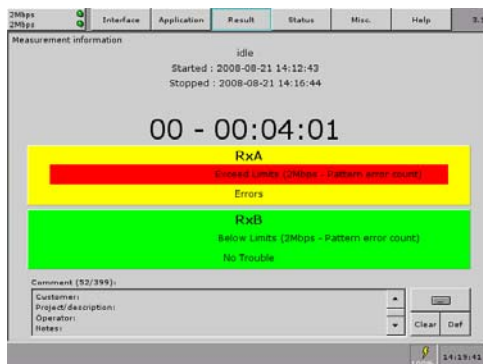 2Mbps
2Mbps
Interface Application Result Status Misc. Help 3.1
Measurement information
idle
Started : 2008-08-21 14:12:43
Stopped : 2008-08-21 14:16:44
00 - 00:04:01
RxA
Exceed Limits (2Mbps - Pattern error count)
Errors
RxB
Below Limits (2Mbps - Pattern error count)
No Trouble
Comment (52/399):
Customer:
Project/description:
Operator:
Notes:
Clear Def
14:19:41